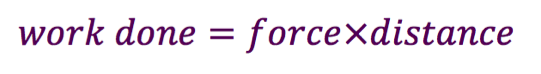 work done = force×distance